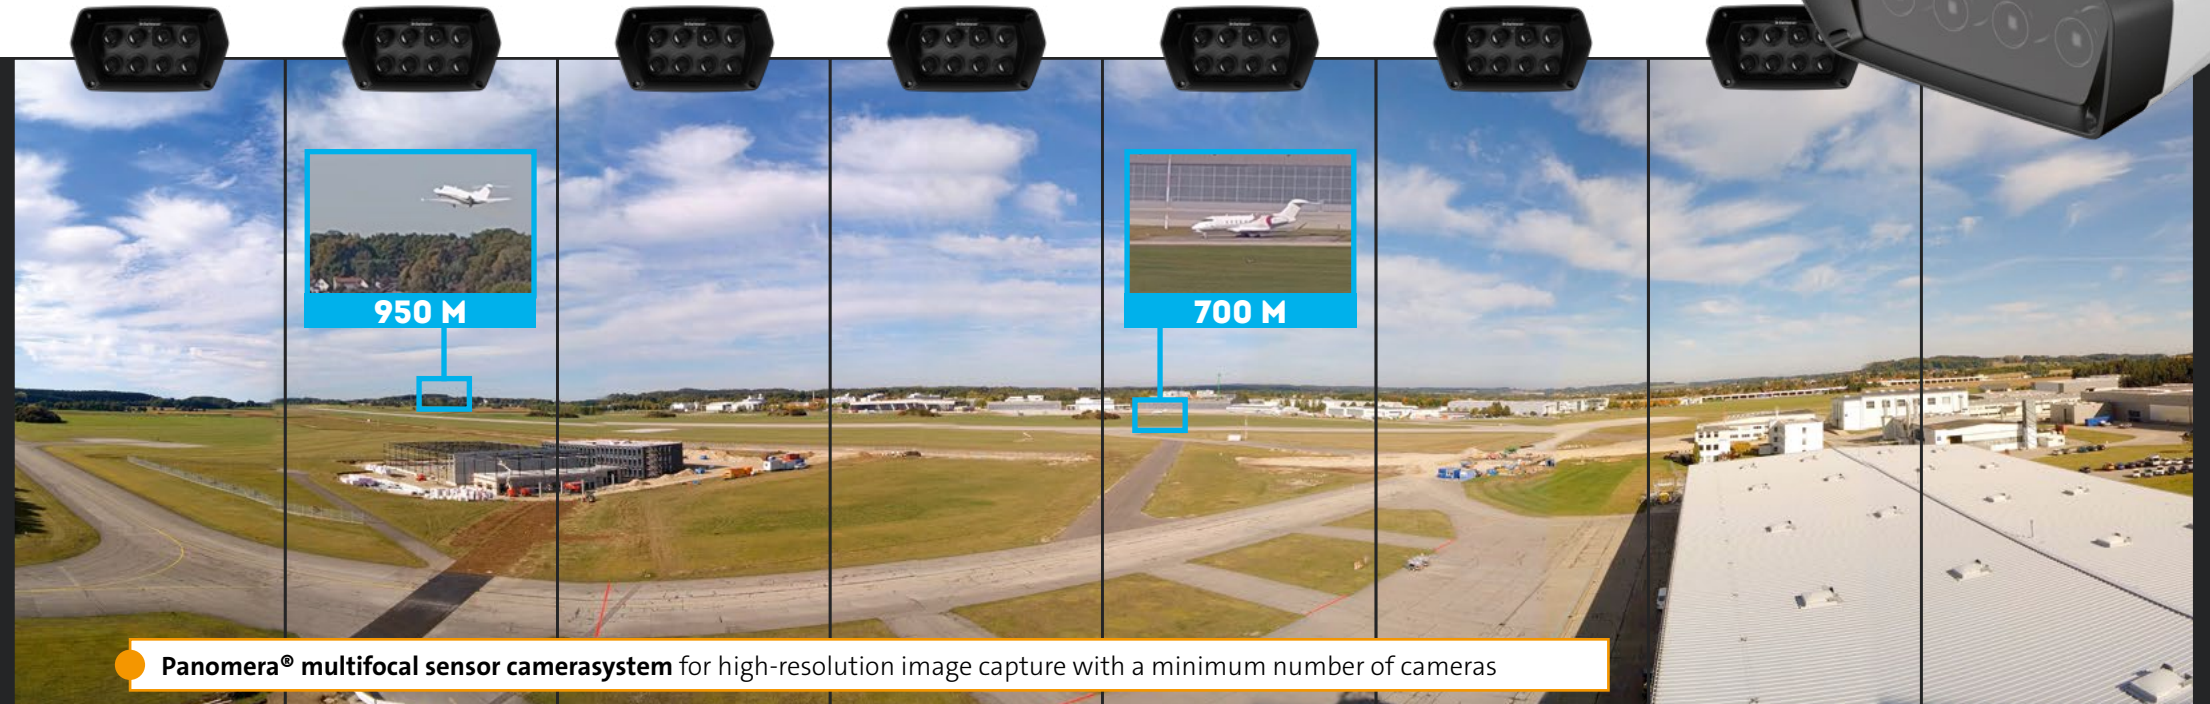 950 M
700 M
Panomera® multifocal sensor camerasystem for high-resolution image capture with a minimum number of cameras